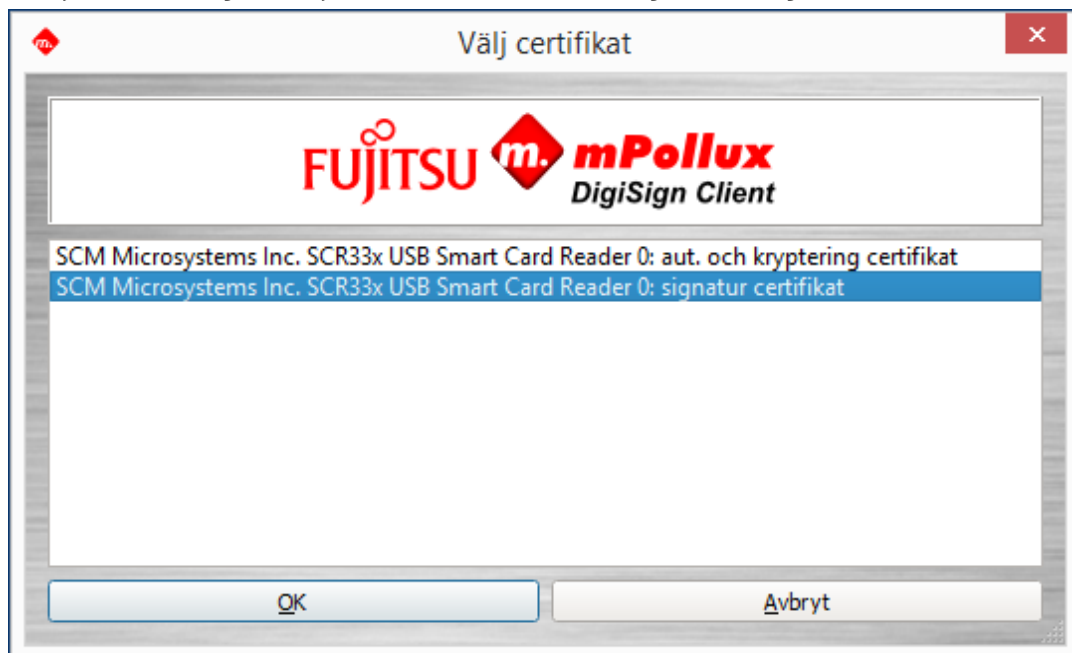 m.
Välj certifikat
FUJITSU m. mPollux
DigiSign Client
SCM Microsystems Inc. SCR33x USB Smart Card Reader 0: aut. och kryptering certifikat
SCM Microsystems Inc. SCR33x USB Smart Card Reader 0: signatur certifikat
OK
Avbryt